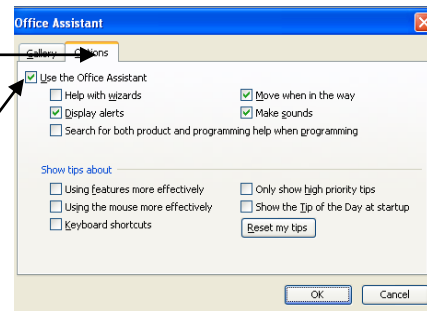 Office Assistant
Gallery Options
Use the Office Assistant
Help with wizards Move when in the way
Display alerts Make sounds
Search for both product and programming help when programming
Show tips about
Using features more effectively Only show high priority tips
Using the mouse more effectively Show the Tip of the Day at startup
Keyboard shortcuts Reset my tips
OK Cancel